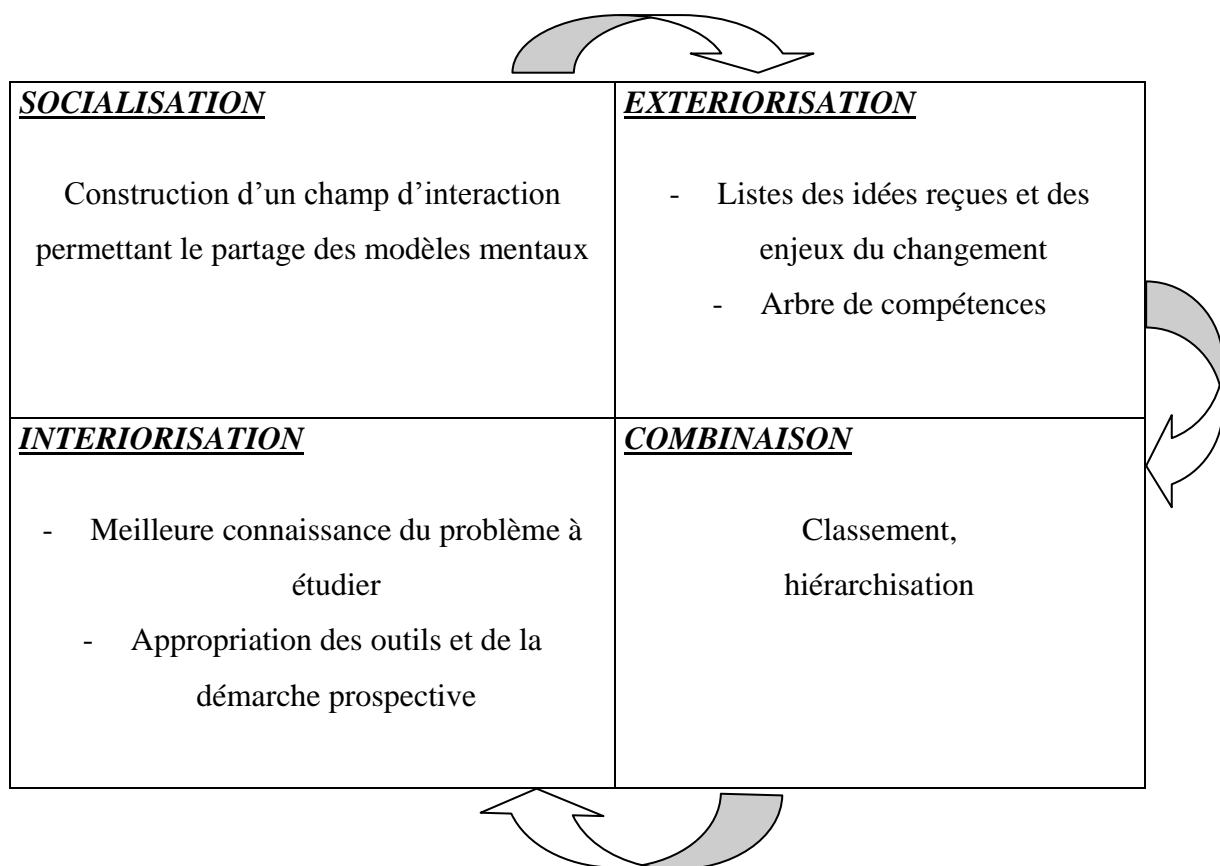 SOCIALISATION
Construction d’un champ d’interaction
permettant le partage des modèles mentaux
EXTERIORISATION
- Listes des idées reçues et des
enjeux du changement
- Arbre de compétences
INTERIORISATION
- Meilleure connaissance du problème à
étudier
- Appropriation des outils et de la
démarche prospective
COMBINAISON
Classement,
hiérarchisation